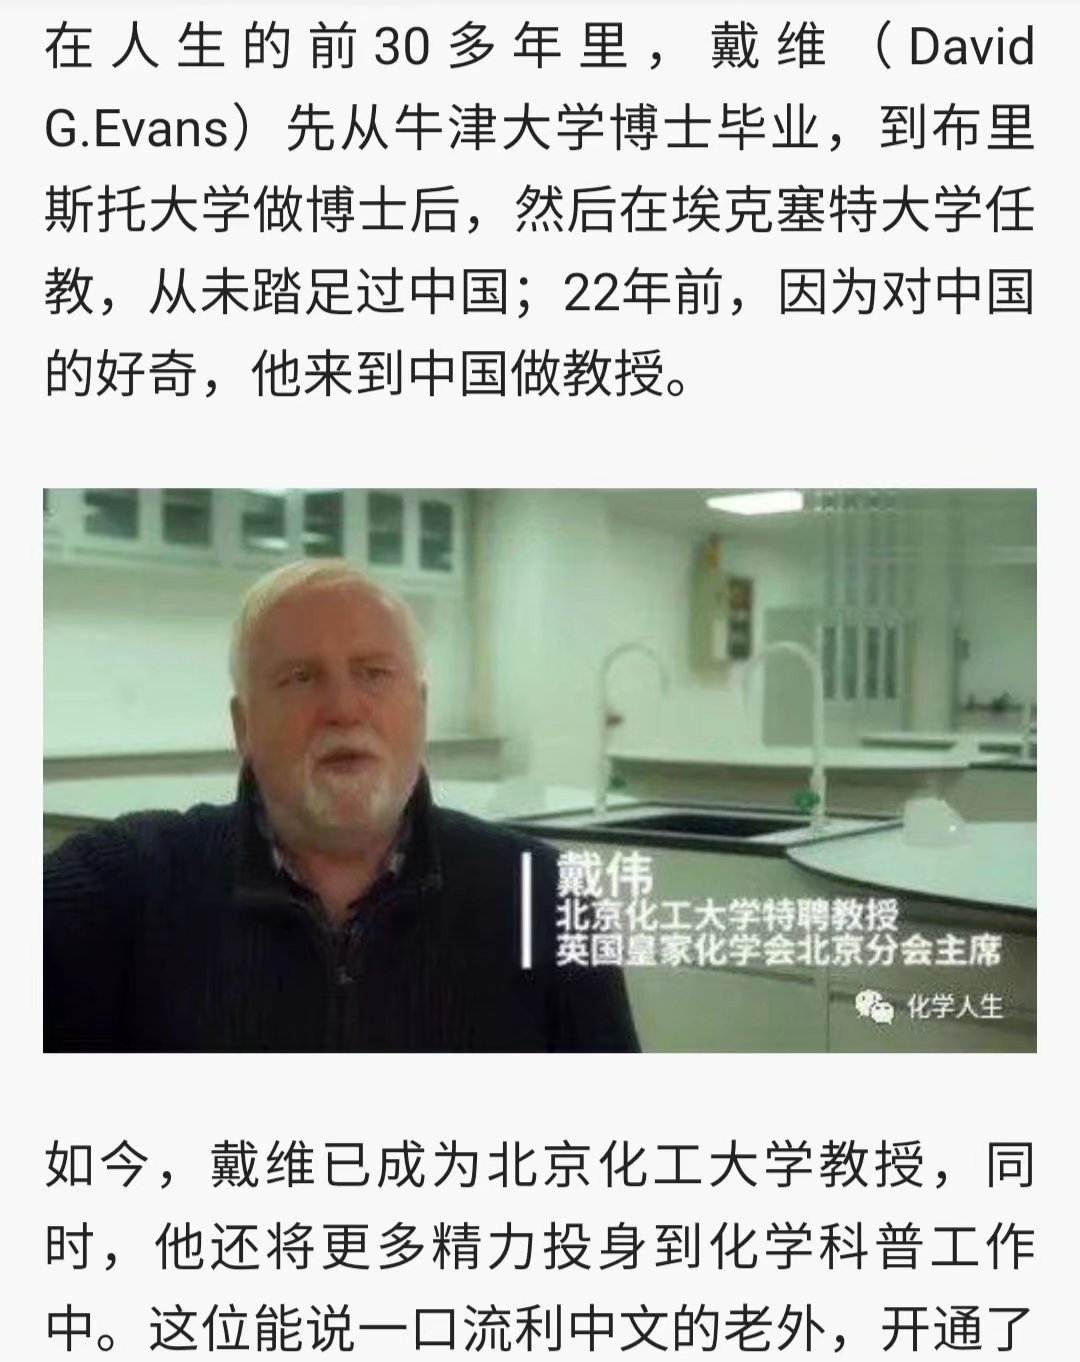 在人生的前30多年里，戴维（David
G.Evans）先从牛津大学博士毕业，到布里
斯托大学做博士后，然后在埃克塞特大学任
教，从未踏足过中国；22年前，因为对中国
的好奇，他来到中国做教授。
戴伟
北京化工大学特聘教授
英国皇家化学会北京分会主席
化学人生
如今，戴维已成为北京化工大学教授，同
时，他还将更多精力投身到化学科普工作
中。这位能说一口流利中文的老外，开通了